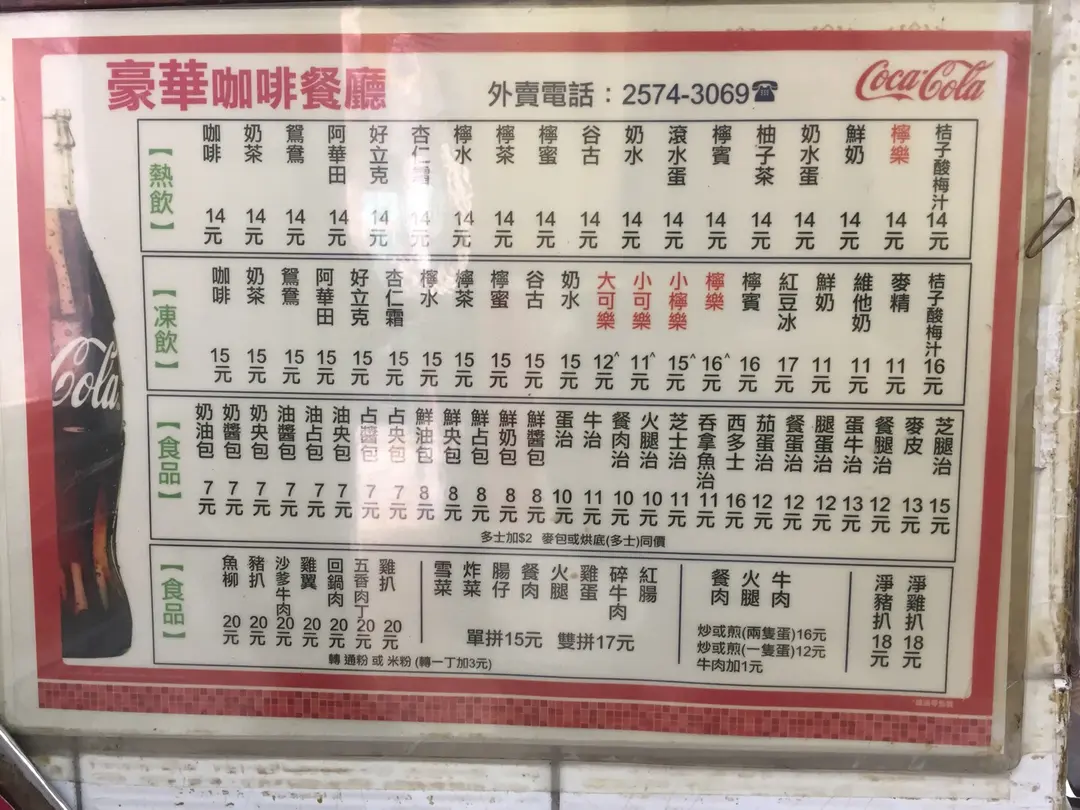 豪華咖啡餐廳
外賣電話：2574-3069☎
Coca-Cola
Cola
【熱飲】
咖啡 14元
奶茶 14元
鴛鴦 14元
阿華田 14元
好立克 14元
杏仁霜 14元
檸水 14元
檸茶 14元
檸蜜 14元
谷古 14元
奶水 14元
滾水蛋 14元
檸賓 14元
柚子茶 14元
奶水蛋 14元
鮮奶 14元
檸樂 14元
桔子酸梅汁 14元
【凍飲】
咖啡 15元
奶茶 15元
鴛鴦 15元
阿華田 15元
好立克 15元
杏仁霜 15元
檸水 15元
檸茶 15元
檸蜜 15元
谷古 15元
奶水 15元
大可樂 12^元
小可樂 11^元
小檸樂 15^元
檸樂 16^元
檸賓 16元
紅豆冰 17元
鮮奶 11元
維他奶 11元
麥精 11元
桔子酸梅汁 16元
【食品】
奶油包 7元
奶醬包 7元
奶央包 7元
油醬包 7元
油占包 7元
油央包 7元
占醬包 7元
占央包 7元
鮮油包 8元
鮮央包 8元
鮮占包 8元
鮮奶包 8元
鮮醬包 8元
蛋治 10元
牛治 11元
餐肉治 10元
火腿治 10元
芝士治 11元
吞拿魚治 11元
西多士 16元
茄蛋治 12元
餐蛋治 12元
腿蛋治 12元
蛋牛治 13元
餐腿治 12元
麥皮 13元
芝腿治 15元
多士加$2 麥包或烘底(多士)同價
【食品】
魚柳 20元
豬扒 20元
沙爹牛肉 20元
雞翼 20元
回鍋肉 20元
五香肉丁 20元
雞扒 20元
轉 通粉 或 米粉 (轉一丁加3元)
雪菜
炸菜
腸仔
餐肉
火腿
雞蛋
碎牛肉
紅腸
單拼15元 雙拼17元
餐肉
火腿
牛肉
炒或煎(兩隻蛋)16元
炒或煎(一隻蛋)12元
牛肉加1元
淨豬扒 18元
淨雞扒 18元